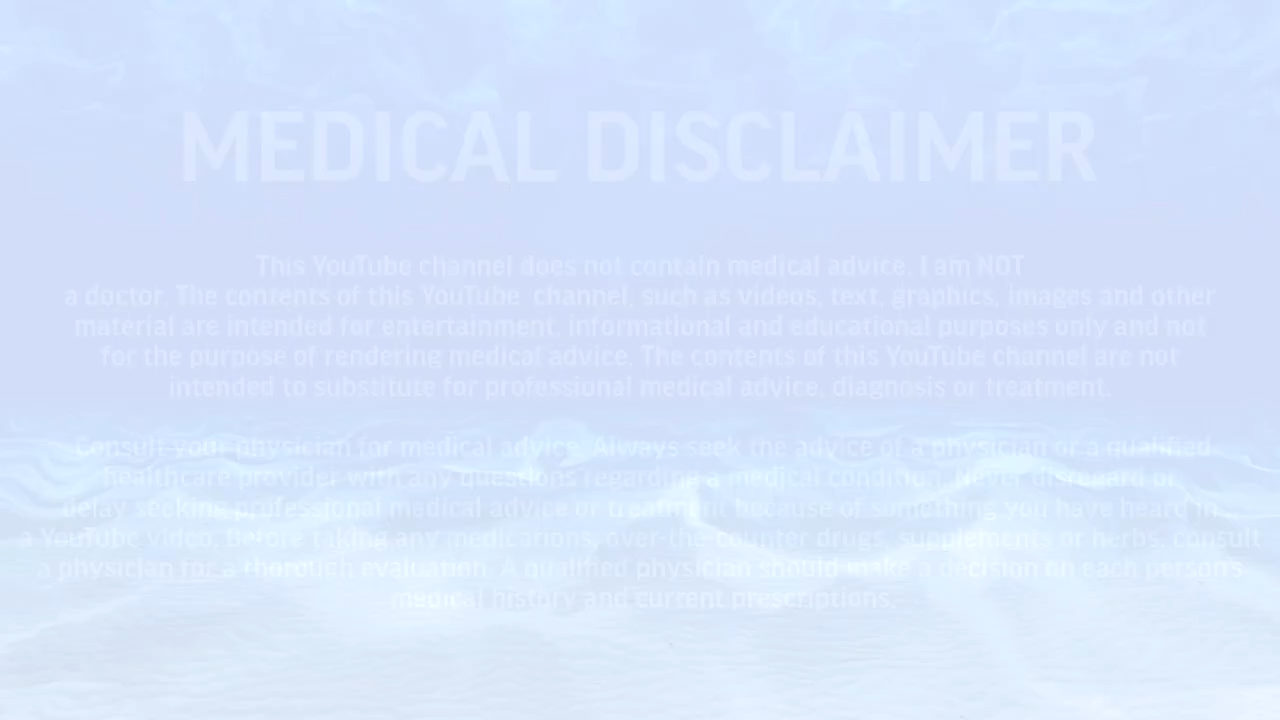 MEDICAL DISCLAIMER
This YouTube channel does not contain medical advice. I am NOT
a doctor. The contents of this YouTube channel, such as videos, text, graphics, images and other
material are intended for entertainment, informational and educational purposes only and not
for the purpose of rendering medical advice. The contents of this YouTube channel are not
intended to substitute for professional medical advice, diagnosis or treatment.
Consult your physician for medical advice. Always seek the advice of a physician or a qualified
healthcare provider with any questions regarding a medical condition. Never disregard or
delay seeking professional medical advice or treatment because of something you have heard in
a YouTube video. Before taking any medications, over-the-counter drugs, supplements or herbs, consult
a physician for a thorough evaluation. A qualified physician should make a decision on each person's
medical history and current prescriptions.